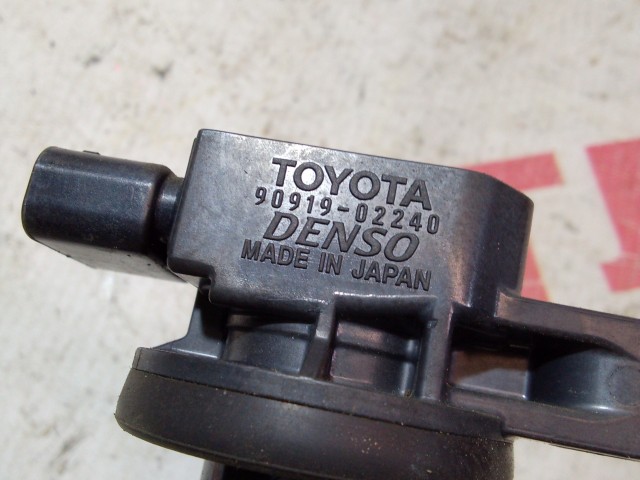 TOYOTA
90919-02240
DENSO
MADE IN JAPAN